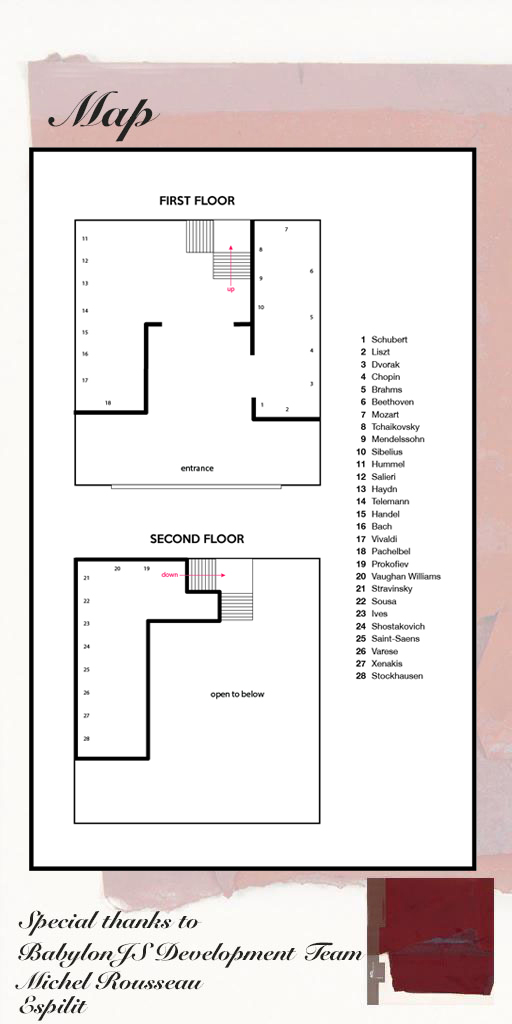 Map
FIRST FLOOR
7
11
8
12
6
13
9
up
14
10
5
15
16
4
17
3
18
1
2
entrance
1 Schubert
2 Liszt
3 Dvorak
4 Chopin
5 Brahms
6 Beethoven
7 Mozart
8 Tchaikovsky
9 Mendelssohn
10 Sibelius
11 Hummel
12 Salieri
13 Haydn
14 Telemann
15 Handel
16 Bach
17 Vivaldi
18 Pachelbel
19 Prokofiev
20 Vaughan Williams
21 Stravinsky
22 Sousa
23 Ives
24 Shostakovich
25 Saint-Saens
26 Varese
27 Xenakis
28 Stockhausen
SECOND FLOOR
20 19
down
21
22
23
24
25
26
open to below
27
28
Special thanks to
BabylonJS Development Team
Michel Rousseau
Espilit